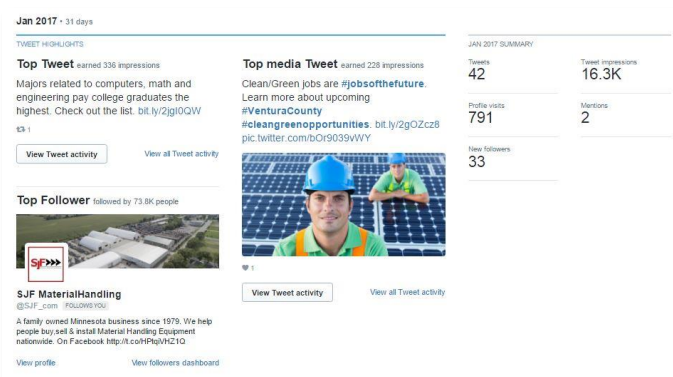 Jan 2017 • 31 days
TWEET HIGHLIGHTS
Top Tweet earned 336 impressions
Majors related to computers, math and
engineering pay college graduates the
highest. Check out the list. bit.ly/2jgI0QW
1
View Tweet activity
View all Tweet activity
Top Follower followed by 73.8K people
SJF
SJF MaterialHandling
@SJF_com FOLLOWS YOU
A family owned Minnesota business since 1979. We help
people buy,sell & install Material Handling Equipment
nationwide. On Facebook http://t.co/HPtqiVHZ1Q
View profile
View followers dashboard
Top media Tweet earned 228 impressions
Clean/Green jobs are #jobsofthefuture.
Learn more about upcoming
#VenturaCounty
#cleangreenopportunities. bit.ly/2gOZcz8
pic.twitter.com/bOr9039vWY
1
View Tweet activity
View all Tweet activity
JAN 2017 SUMMARY
Tweets
42
Tweet impressions
16.3K
Profile visits
791
Mentions
2
New followers
33